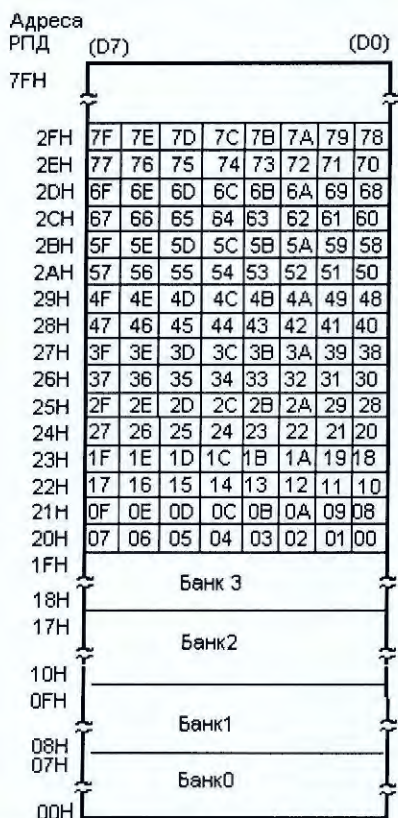 Адреса
РПД (D7) (D0)
7FH
2FH 7F 7E 7D 7C 7B 7A 79 78
2EH 77 76 75 74 73 72 71 70
2DH 6F 6E 6D 6C 6B 6A 69 68
2CH 67 66 65 64 63 62 61 60
2BH 5F 5E 5D 5C 5B 5A 59 58
2AH 57 56 55 54 53 52 51 50
29H 4F 4E 4D 4C 4B 4A 49 48
28H 47 46 45 44 43 42 41 40
27H 3F 3E 3D 3C 3B 3A 39 38
26H 37 36 35 34 33 32 31 30
25H 2F 2E 2D 2C 2B 2A 29 28
24H 27 26 25 24 23 22 21 20
23H 1F 1E 1D 1C 1B 1A 19 18
22H 17 16 15 14 13 12 11 10
21H 0F 0E 0D 0C 0B 0A 09 08
20H 07 06 05 04 03 02 01 00
1FH
Банк 3
18H
17H
Банк2
10H
0FH
Банк1
08H
07H
Банк0
00H